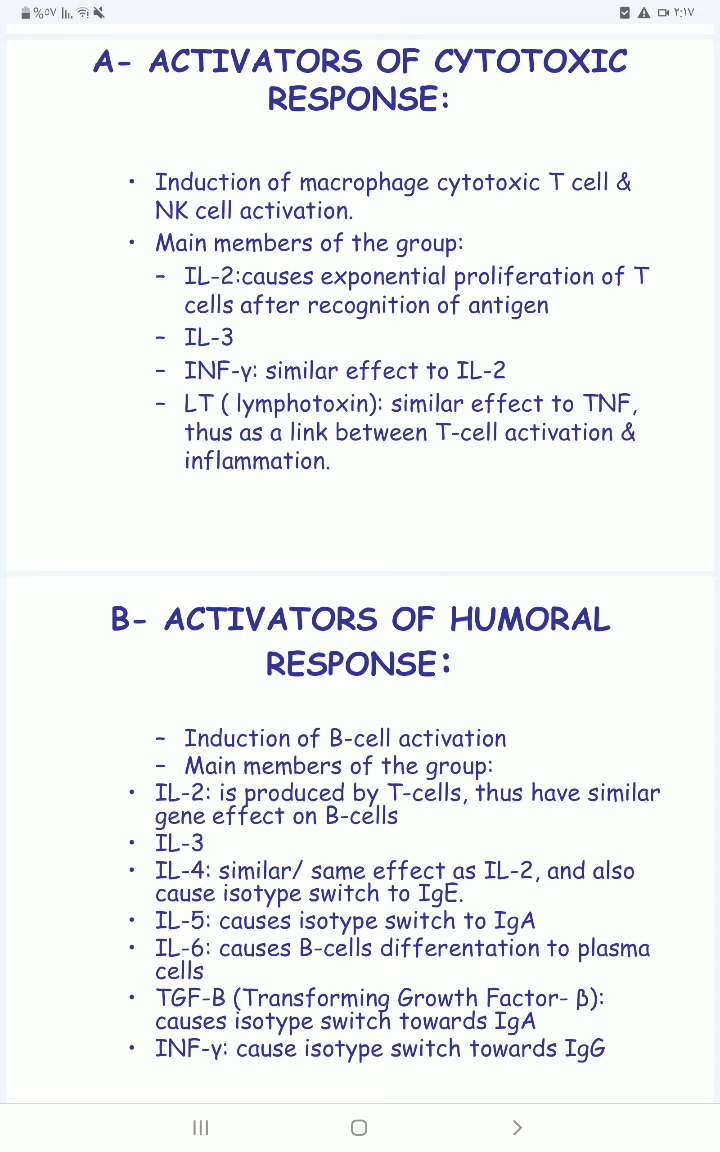 %٥٧
٢:١٧
A- ACTIVATORS OF CYTOTOXIC
RESPONSE:
• Induction of macrophage cytotoxic T cell &
NK cell activation.
• Main members of the group:
– IL-2:causes exponential proliferation of T
cells after recognition of antigen
– IL-3
– INF-γ: similar effect to IL-2
– LT ( lymphotoxin): similar effect to TNF,
thus as a link between T-cell activation &
inflammation.
B- ACTIVATORS OF HUMORAL
RESPONSE:
– Induction of B-cell activation
– Main members of the group:
• IL-2: is produced by T-cells, thus have similar
gene effect on B-cells
• IL-3
• IL-4: similar/ same effect as IL-2, and also
cause isotype switch to IgE.
• IL-5: causes isotype switch to IgA
• IL-6: causes B-cells differentation to plasma
cells
• TGF-B (Transforming Growth Factor- β):
causes isotype switch towards IgA
• INF-γ: cause isotype switch towards IgG